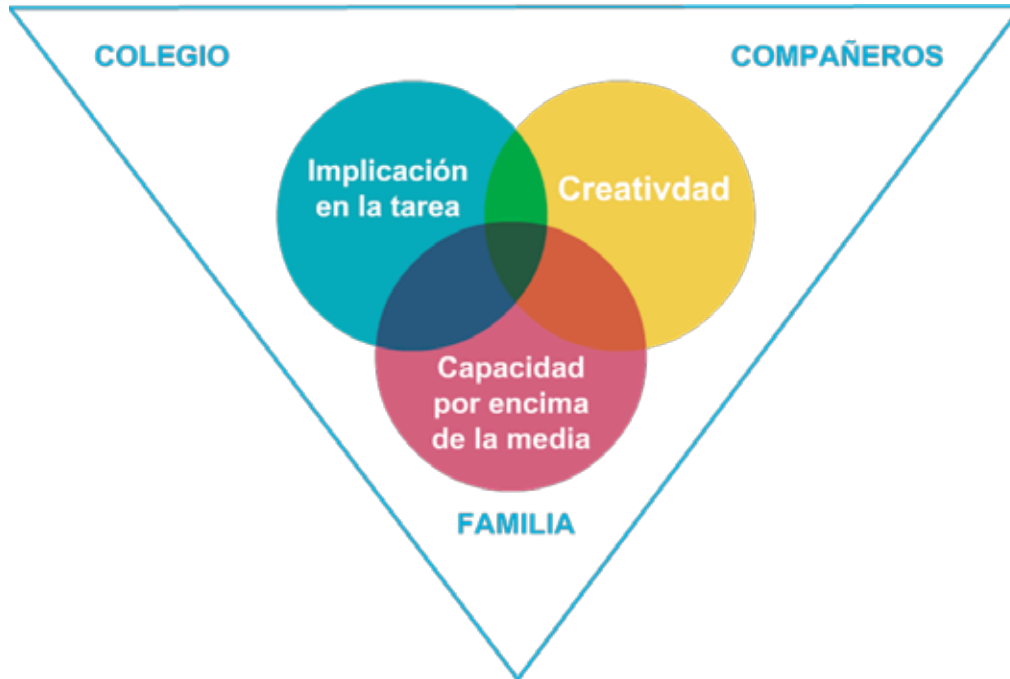 COLEGIO
COMPAÑEROS
Implicación
en la tarea
Creativdad
Capacidad
por encima
de la media
FAMILIA